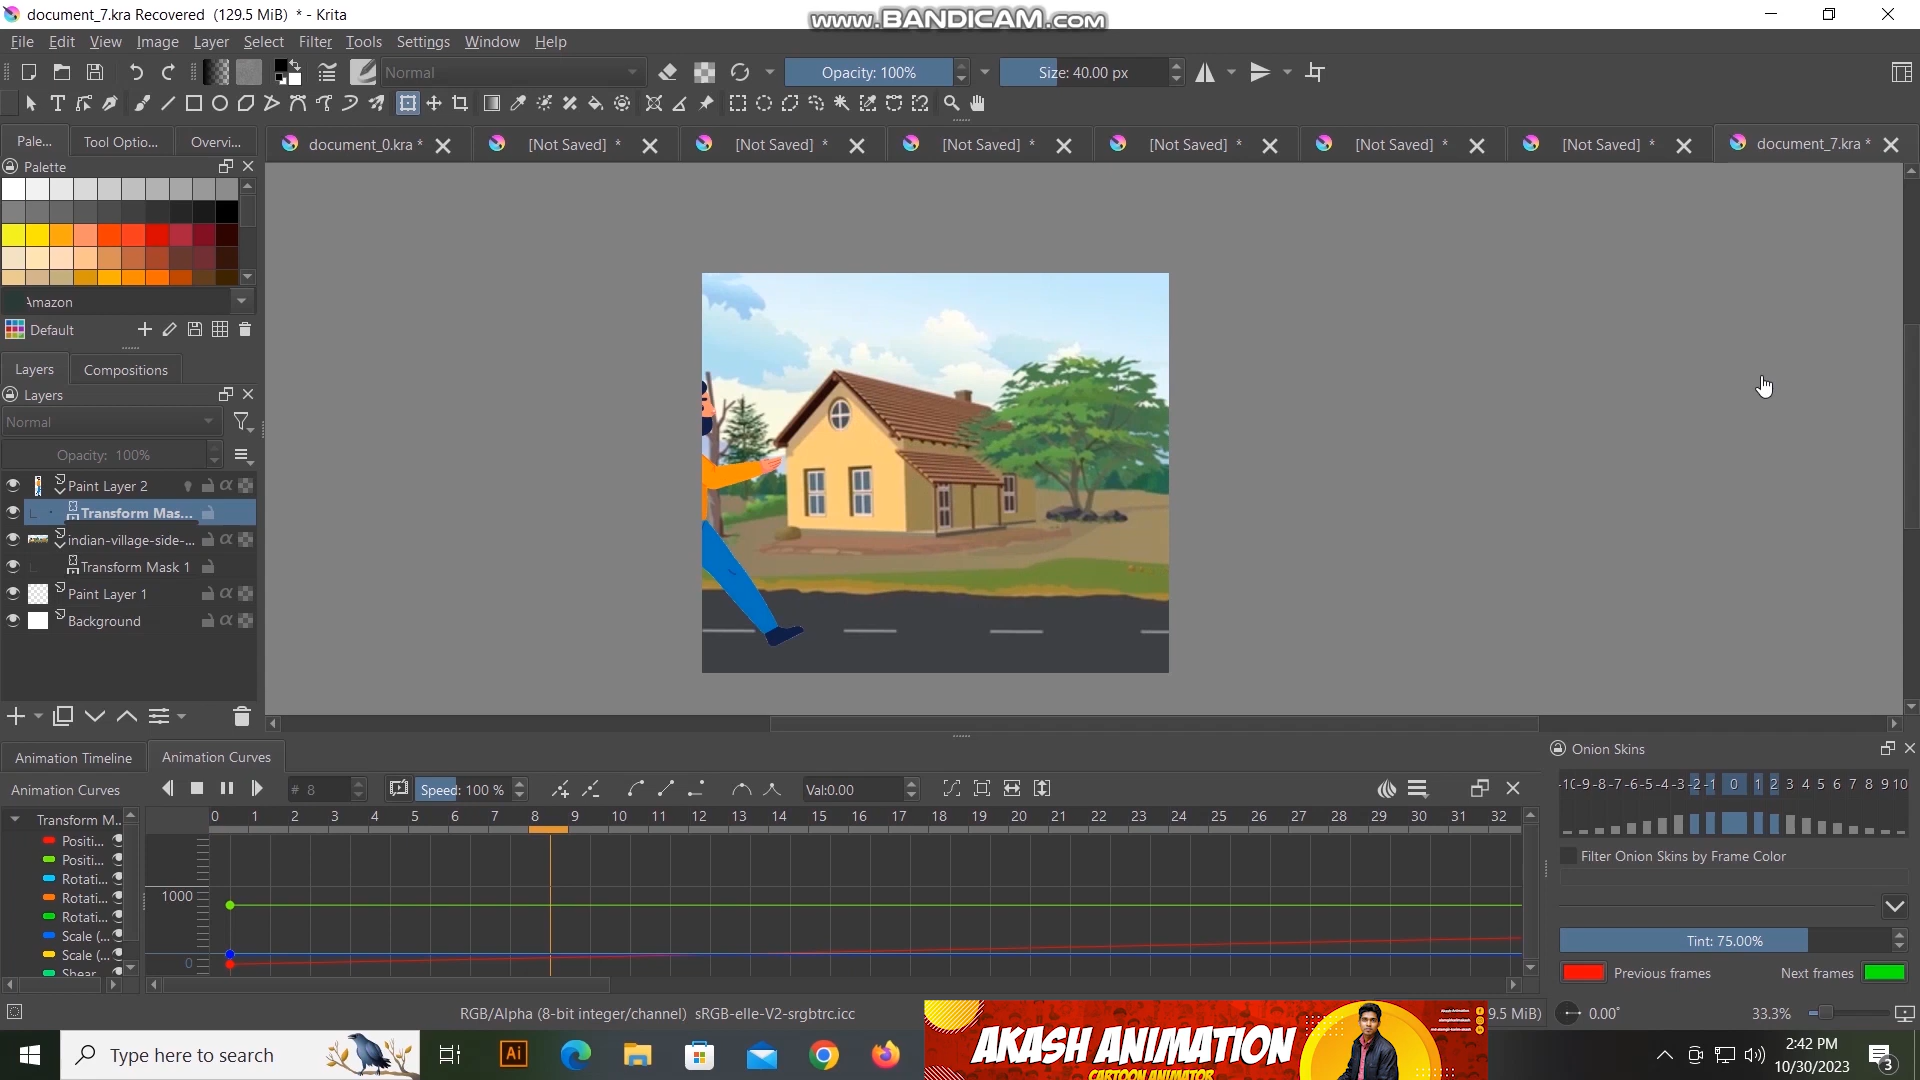 document_7.kra Recovered (129.5 MiB) * - Krita
www.BANDICAM.com
File Edit View Image Layer Select Filter Tools Settings Window Help
Normal
Opacity: 100%
Size: 40.00 px
Pale... Tool Optio... Overvi...
document_0.kra *
[Not Saved] *
[Not Saved] *
[Not Saved] *
[Not Saved] *
[Not Saved] *
[Not Saved] *
document_7.kra *
Palette
Amazon
Default
Layers Compositions
Layers
Normal
Opacity: 100%
Paint Layer 2
Transform Mas...
indian-village-side-...
Transform Mask 1
Paint Layer 1
Background
Animation Timeline Animation Curves
Animation Curves
# 8
Speed: 100 %
Val:0.00
0 1 2 3 4 5 6 7 8 9 10 11 12 13 14 15 16 17 18 19 20 21 22 23 24 25 26 27 28 29 30 31 32
Transform M...
Positi...
Positi...
Rotati...
Rotati...
Rotati...
Scale (...
Scale (...
Shear
1000
0
Onion Skins
-10 -9 -8 -7 -6 -5 -4 -3 -2 -1 0 1 2 3 4 5 6 7 8 9 10
Filter Onion Skins by Frame Color
Tint: 75.00%
Previous frames
Next frames
RGB/Alpha (8-bit integer/channel) sRGB-elle-V2-srgbtrc.icc
9.5 MiB)
0.00°
33.3%
AKASH ANIMATION
CARTOON ANIMATOR
Type here to search
Ai
2:42 PM
10/30/2023
3